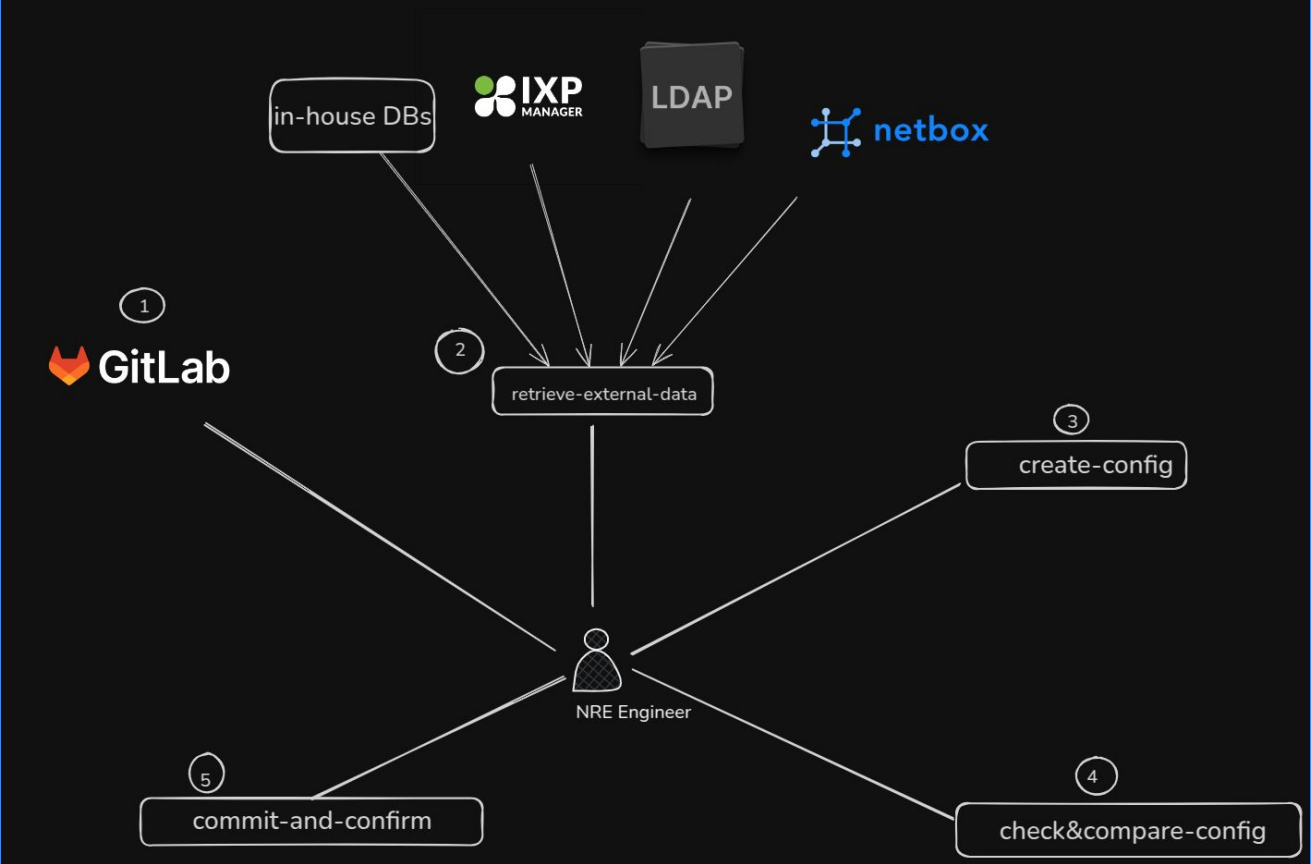 in-house DBs
IXP
MANAGER
LDAP
netbox
1
GitLab
2
retrieve-external-data
3
create-config
NRE Engineer
5
commit-and-confirm
4
check&compare-config